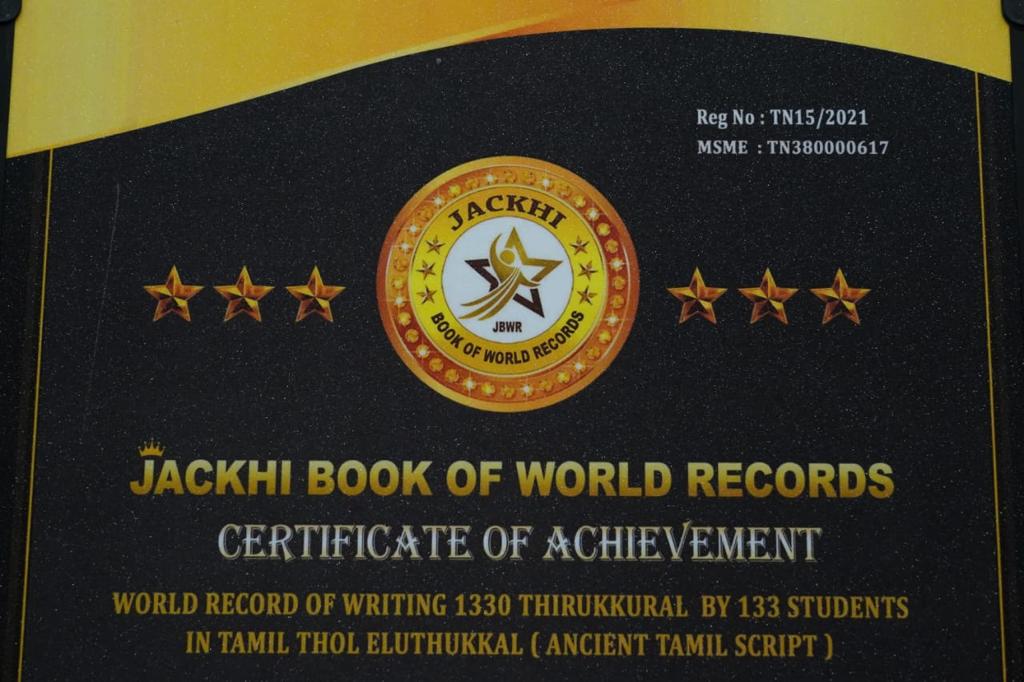 Reg No : TN15/2021
MSME : TN380000617
JACKHI
JBWR
BOOK OF WORLD RECORDS
JACKHI BOOK OF WORLD RECORDS
CERTIFICATE OF ACHIEVEMENT
WORLD RECORD OF WRITING 1330 THIRUKKURAL BY 133 STUDENTS
IN TAMIL THOL ELUTHUKKAL ( ANCIENT TAMIL SCRIPT )